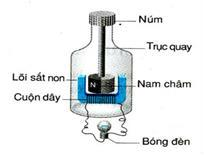 Núm
Trục quay
Lõi sắt non
N
Nam châm
Cuộn dây
Bóng đèn